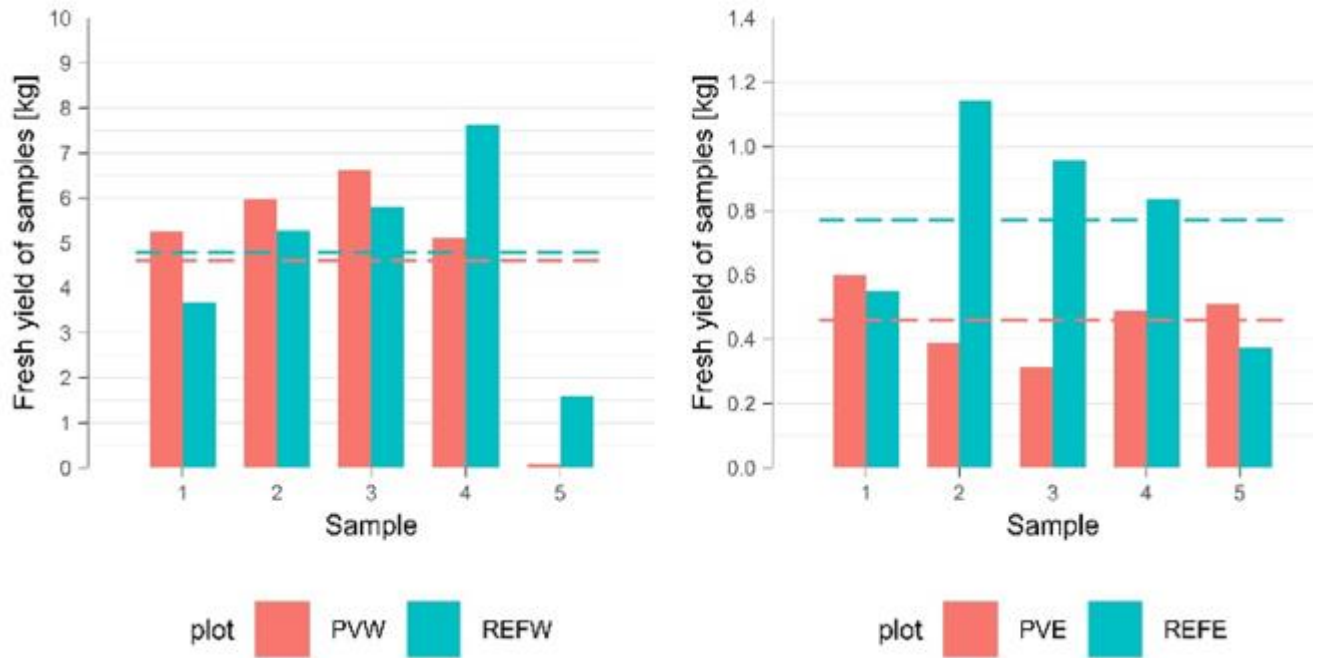 Fresh yield of samples [kg]
10
9
8
7
6
5
4
3
2
1
0
1 2 3 4 5
Sample
plot PVW REFW
Fresh yield of samples [kg]
1.4
1.2
1.0
0.8
0.6
0.4
0.2
0.0
1 2 3 4 5
Sample
plot PVE REFE